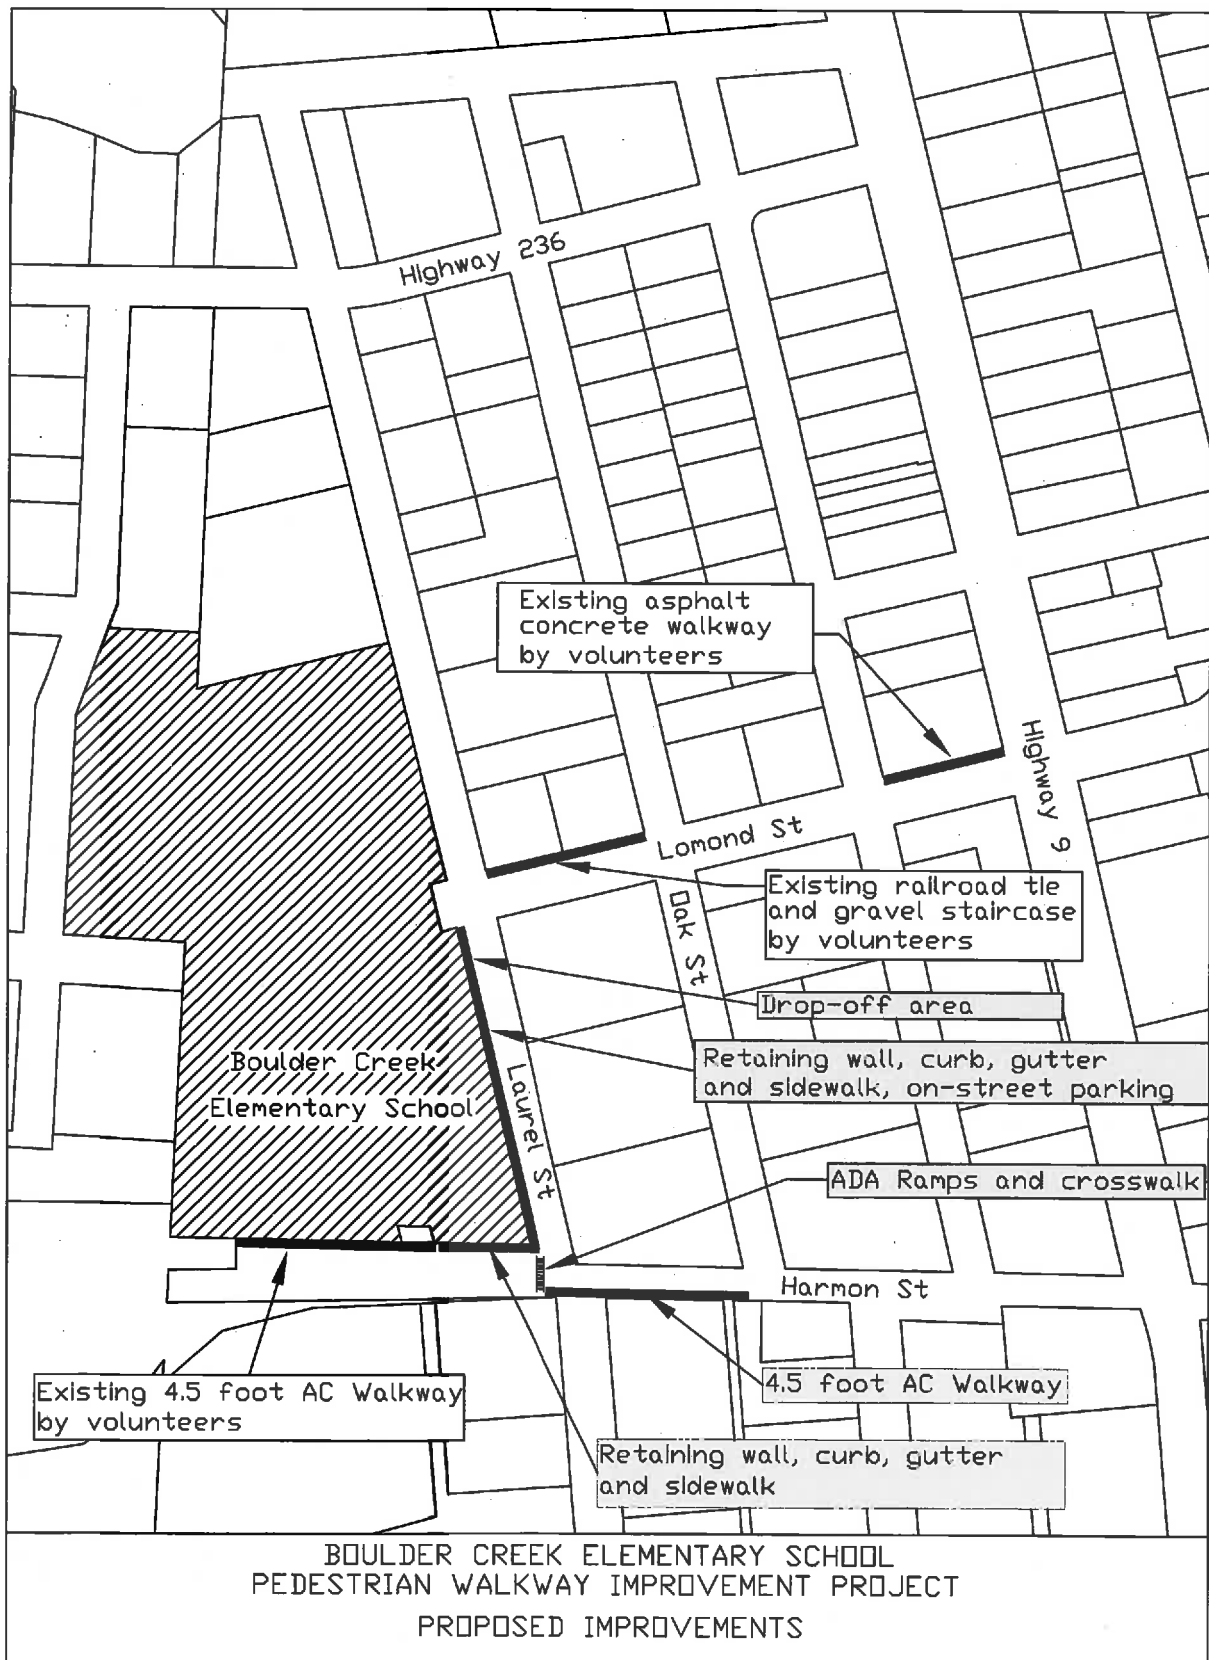 Highway 236
Existing asphalt
concrete walkway
by volunteers
Highway 9
Lomond St
Existing railroad tie
and gravel staircase
by volunteers
Oak St
Drop-off area
Retaining wall, curb, gutter
and sidewalk, on-street parking
Boulder Creek
Elementary School
Laurel St
ADA Ramps and crosswalk
Harmon St
Existing 4.5 foot AC Walkway
by volunteers
4.5 foot AC Walkway
Retaining wall, curb, gutter
and sidewalk
BOULDER CREEK ELEMENTARY SCHOOL
PEDESTRIAN WALKWAY IMPROVEMENT PROJECT
PROPOSED IMPROVEMENTS